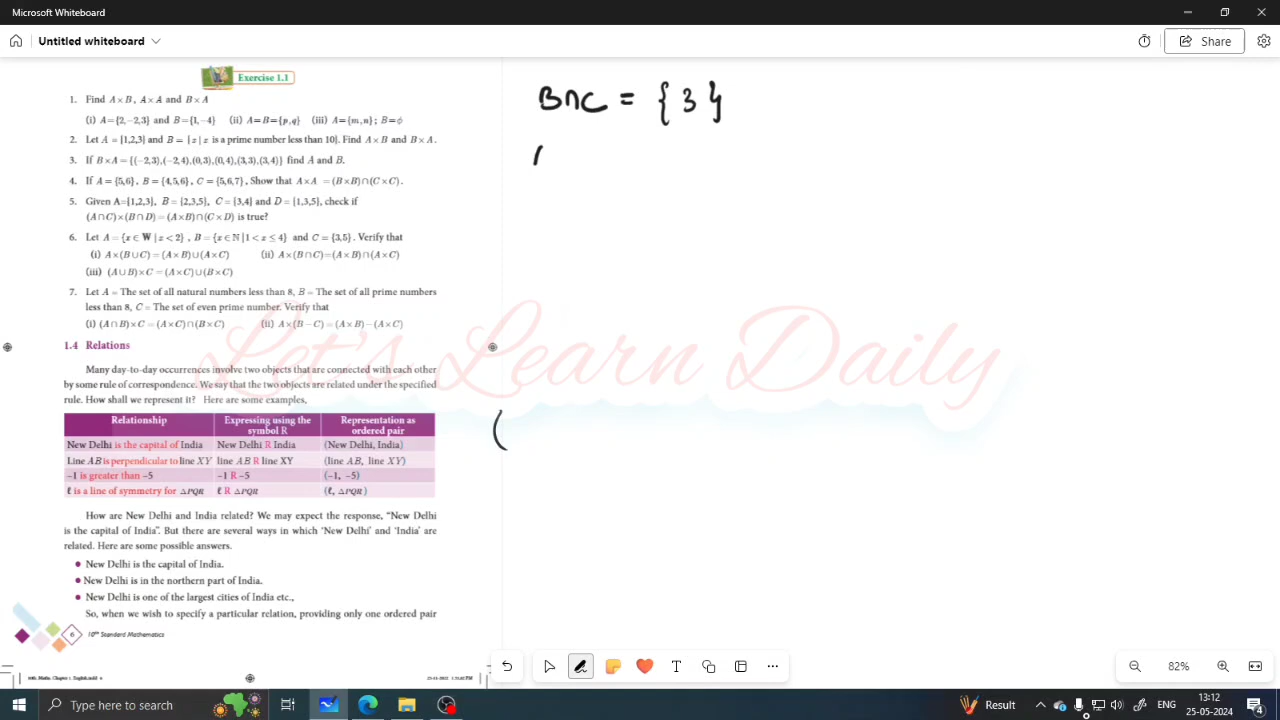 Microsoft Whiteboard
Untitled whiteboard
Share
Exercise 1.1
B∩C = { 3 }
1. Find A×B, A×A and B×A
(i) A={2,−2,3} and B={1,−4} (ii) A=B={p,q} (iii) A={m,n}; B=ϕ
2. Let A = {1,2,3} and B = {x | x is a prime number less than 10}. Find A×B and B×A.
3. If B×A={(−2,3),(−2,4),(0,3),(0,4),(3,3),(3,4)} find A and B.
4. If A={5,6}, B={4,5,6}, C={5,6,7}, Show that A×A =(B×B)∩(C×C).
5. Given A={1,2,3}, B={2,3,5}, C={3,4} and D={1,3,5}, check if
(A∩C)×(B∩D)=(A×B)∩(C×D) is true?
6. Let A={x∈𝕎|x<2}, B={x∈ℕ|1<x≤4} and C={3,5}. Verify that
(i) A×(B∪C)=(A×B)∪(A×C) (ii) A×(B∩C)=(A×B)∩(A×C)
(iii) (A∪B)×C=(A×C)∪(B×C)
7. Let A = The set of all natural numbers less than 8, B = The set of all prime numbers
less than 8, C = The set of even prime number. Verify that
(i) (A∩B)×C=(A×C)∩(B×C) (ii) A×(B−C)=(A×B)−(A×C)
1.4 Relations
Let's Learn Daily
Many day-to-day occurrences involve two objects that are connected with each other
by some rule of correspondence. We say that the two objects are related under the specified
rule. How shall we represent it? Here are some examples,
Relationship Expressing using the symbol R Representation as ordered pair
New Delhi is the capital of India New Delhi R India (New Delhi, India)
Line AB is perpendicular to line XY line AB R line XY (line AB, line XY)
−1 is greater than −5 −1 R −5 (−1, −5)
ℓ is a line of symmetry for △PQR ℓ R △PQR (ℓ, △PQR)
How are New Delhi and India related? We may expect the response, “New Delhi
is the capital of India”. But there are several ways in which ‘New Delhi’ and ‘India’ are
related. Here are some possible answers.
• New Delhi is the capital of India.
• New Delhi is in the northern part of India.
• New Delhi is one of the largest cities of India etc.,
So, when we wish to specify a particular relation, providing only one ordered pair
6 10th Standard Mathematics
82%
Type here to search
Result
ENG
13:12
25-05-2024